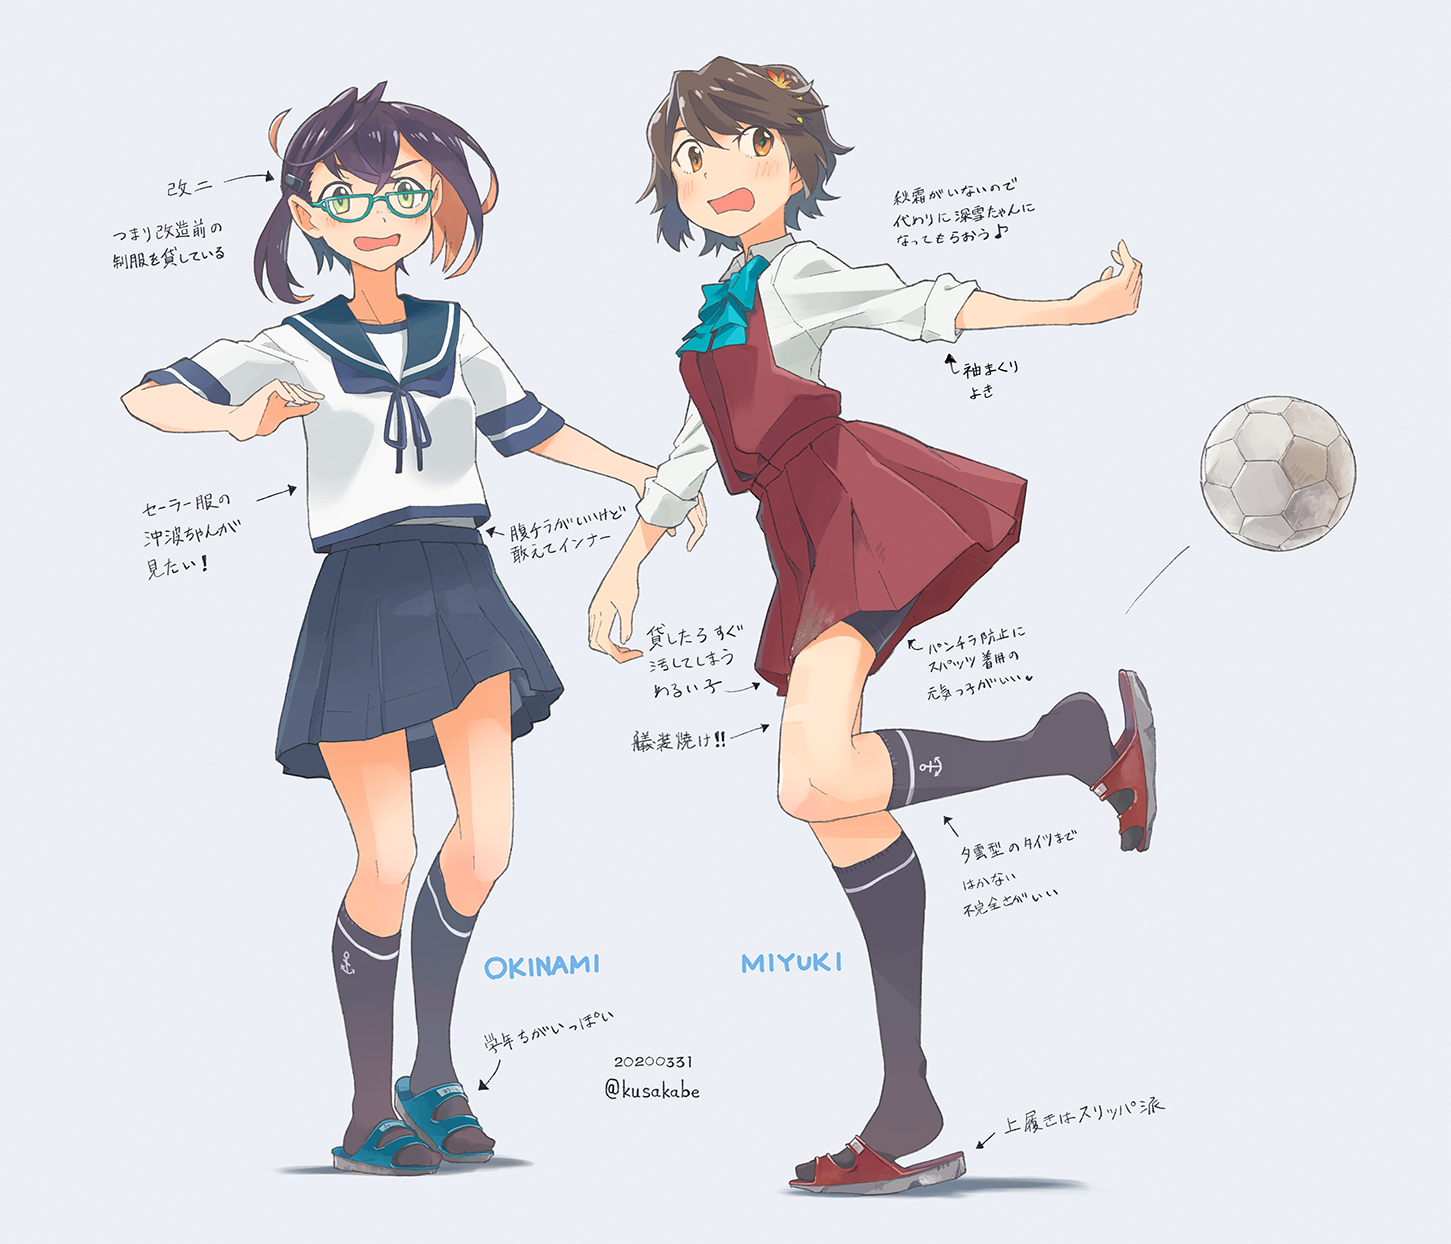 改二
つまり改造前の
制服を貸している
秋霜がいないので
代わりに深雪ちゃんに
なってもらおう♪
袖まくり
よき
セーラー服の
沖波ちゃんが
見たい!
腹チラがいいけど
敢えてインナー
貸したらすぐ
汚してしまう
わるい子
艤装焼け!!
パンチラ防止に
スパッツ着用の
元気っ子がいい♥
夕雲型のタイツまで
はかない
不完全さがいい
OKINAMI
MIYUKI
学年ちがいっぽい
20200331
@kusakabe
上履きはスリッパ派